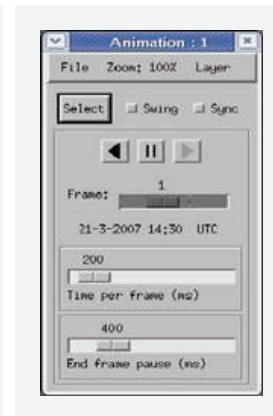 Animation : 1
File Zoom: 100% Layer
Select Swing Sync
1
Frame:
21-3-2007 14:30 UTC
200
Time per frame (ms)
400
End frame pause (ms)